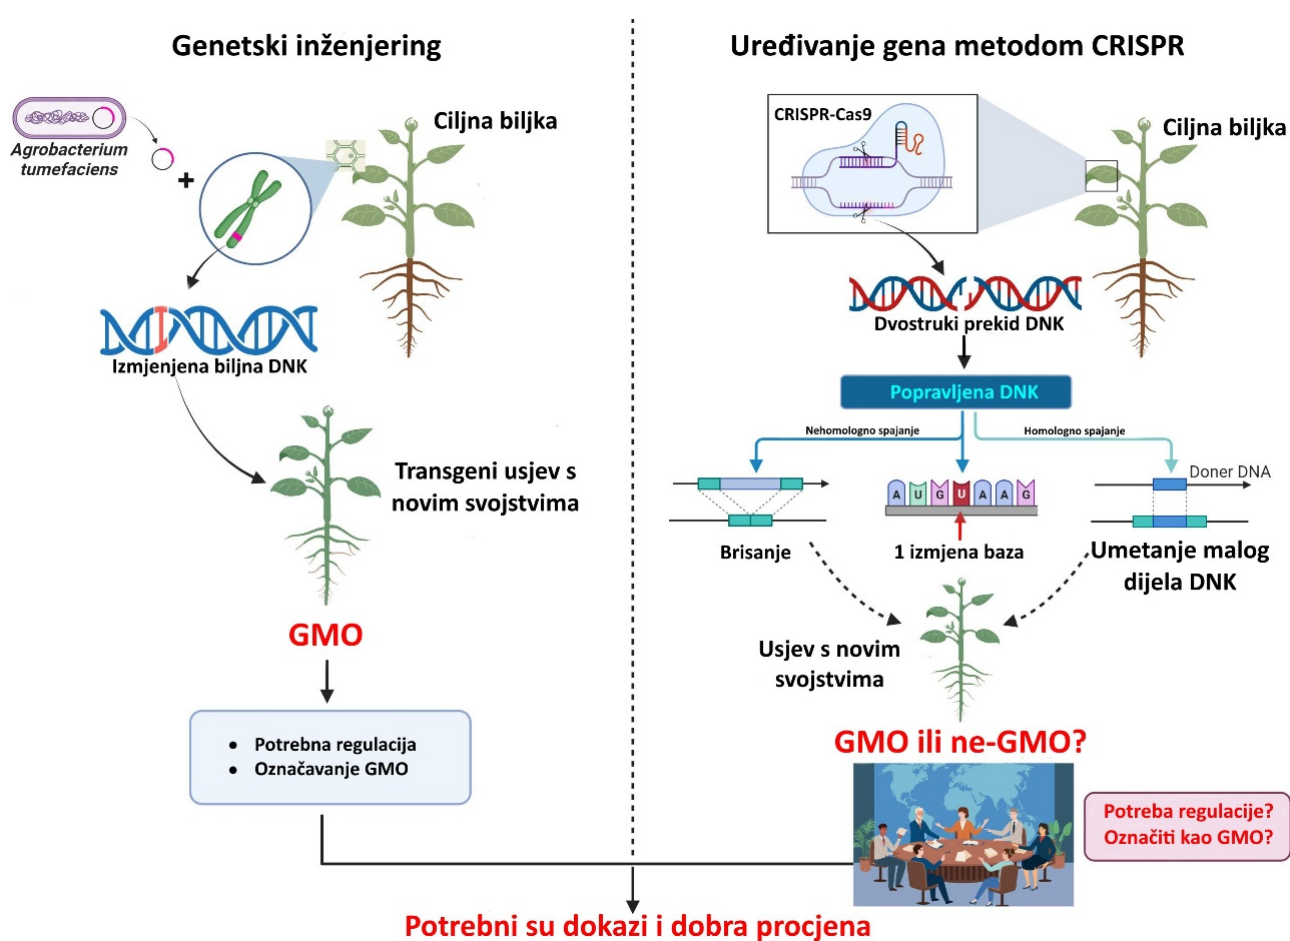 Genetski inženjering
Agrobacterium
tumefaciens
+
Ciljna biljka
Izmjenjena biljna DNK
Transgeni usjev s
novim svojstvima
GMO
• Potrebna regulacija
• Označavanje GMO
Uređivanje gena metodom CRISPR
CRISPR-Cas9
Ciljna biljka
Dvostruki prekid DNK
Popravljena DNK
Nehomologno spajanje
Homologno spajanje
Doner DNA
A U G U A A G
Brisanje
1 izmjena baza
Umetanje malog
dijela DNK
Usjev s novim
svojstvima
GMO ili ne-GMO?
Potreba regulacije?
Označiti kao GMO?
Potrebni su dokazi i dobra procjena